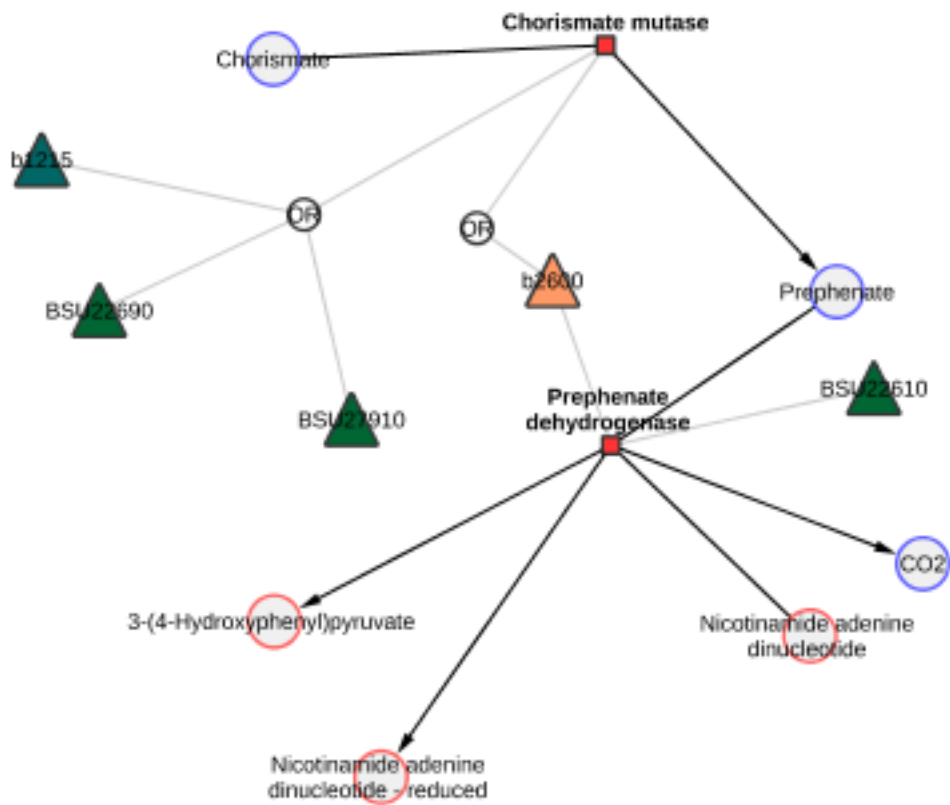 Chorismate mutase
Chorismate
b1215
OR
OR
BSU22690
b2600
Prephenate
BSU27910
BSU22610
Prephenate
dehydrogenase
CO2
3-(4-Hydroxyphenyl)pyruvate
Nicotinamide adenine
dinucleotide
Nicotinamide adenine
dinucleotide - reduced